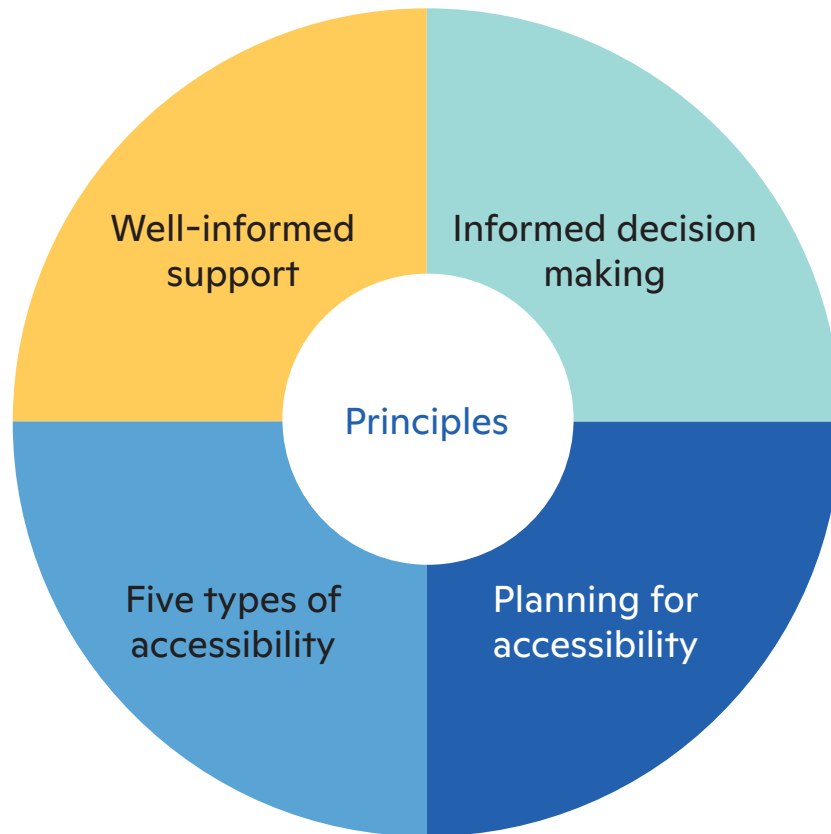 Well-informed
support
Informed decision
making
Principles
Five types of
accessibility
Planning for
accessibility